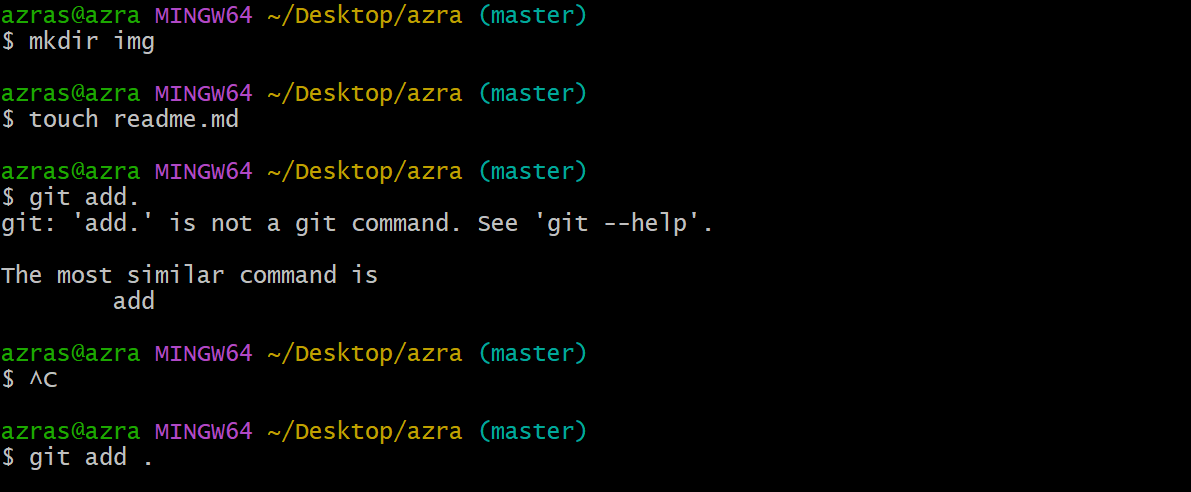 azras@azra MINGW64 ~/Desktop/azra (master)
$ mkdir img
azras@azra MINGW64 ~/Desktop/azra (master)
$ touch readme.md
azras@azra MINGW64 ~/Desktop/azra (master)
$ git add.
git: 'add.' is not a git command. See 'git --help'.
The most similar command is
        add
azras@azra MINGW64 ~/Desktop/azra (master)
$ ^C
azras@azra MINGW64 ~/Desktop/azra (master)
$ git add .